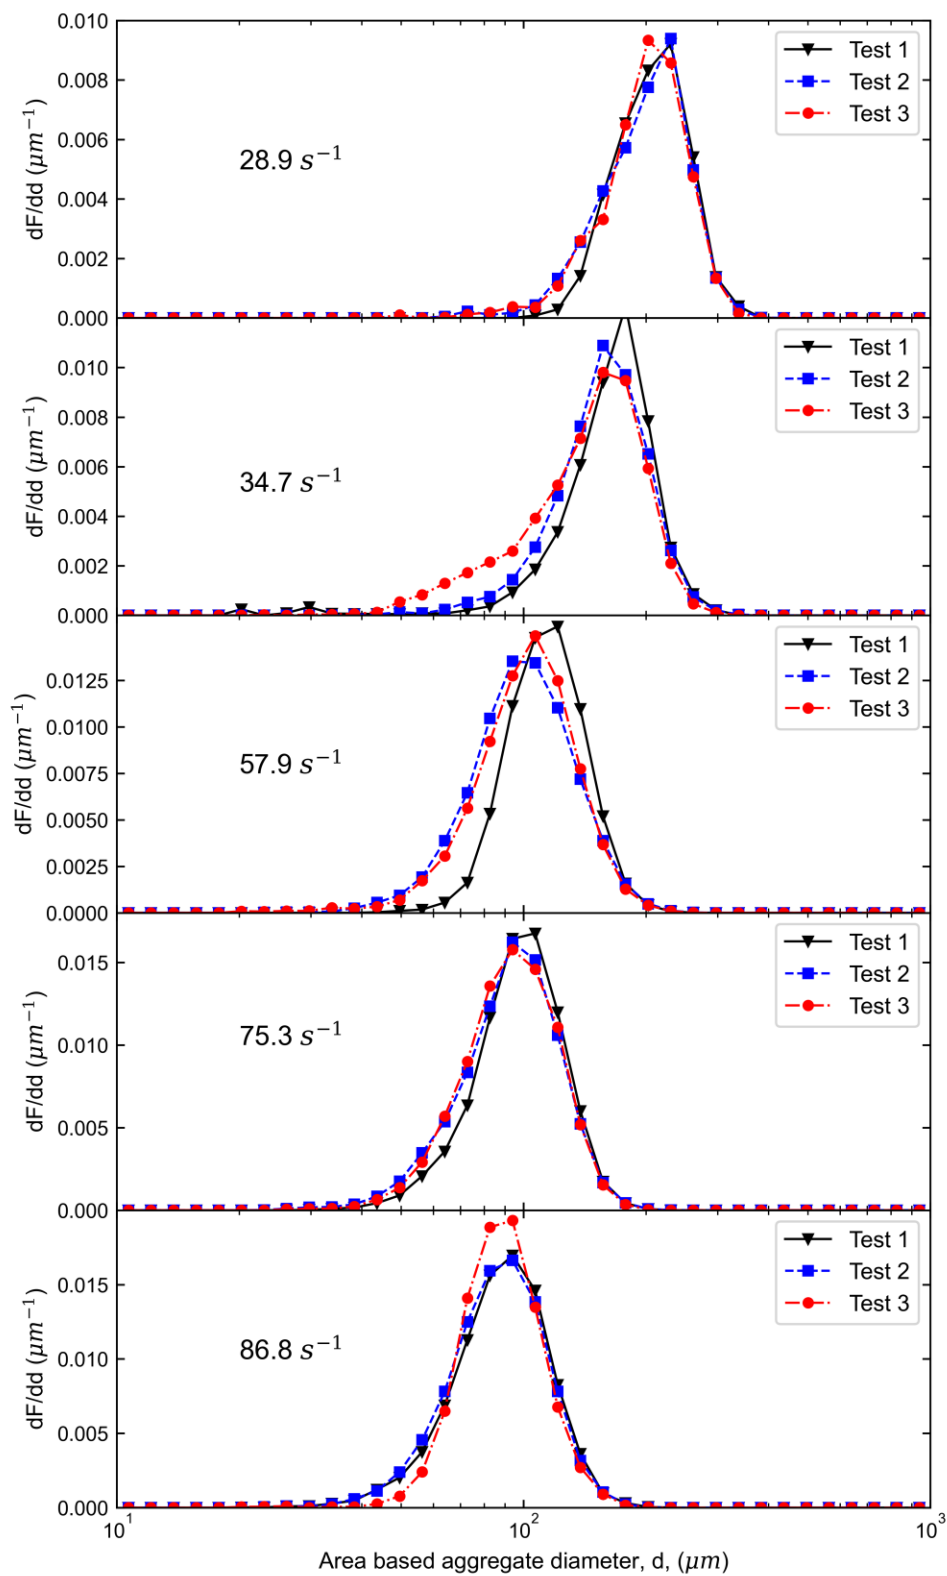 0.010
0.008
0.006
0.004
0.002
0.000
dF/dd (μm⁻¹)
28.9 s⁻¹
Test 1
Test 2
Test 3
0.010
0.008
0.006
0.004
0.002
0.000
dF/dd (μm⁻¹)
34.7 s⁻¹
Test 1
Test 2
Test 3
0.0125
0.0100
0.0075
0.0050
0.0025
0.0000
dF/dd (μm⁻¹)
57.9 s⁻¹
Test 1
Test 2
Test 3
0.015
0.010
0.005
0.000
dF/dd (μm⁻¹)
75.3 s⁻¹
Test 1
Test 2
Test 3
0.015
0.010
0.005
0.000
dF/dd (μm⁻¹)
86.8 s⁻¹
Test 1
Test 2
Test 3
10¹ 10² 10³
Area based aggregate diameter, d, (μm)